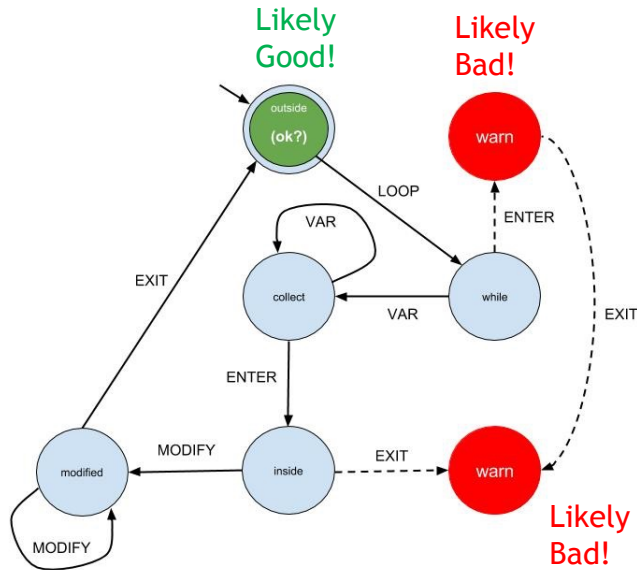 Likely
Good!
Likely
Bad!
outside
(ok?)
warn
LOOP
VAR
ENTER
EXIT
collect
while
VAR
EXIT
ENTER
MODIFY
EXIT
modified
inside
warn
MODIFY
Likely
Bad!